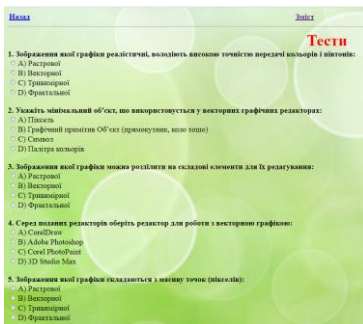 Назад Зміст
Тести
1. Зображення якої графіки реалістичні, володіють високою точністю передачі кольорів і півтонів:
A) Растрової
B) Векторної
C) Тривимірної
D) Фрактальної
2. Укажіть мінімальний об'єкт, що використовується у векторних графічних редакторах:
A) Піксель
B) Графічний примітив Об'єкт (прямокутник, коло тощо)
C) Символ
D) Палітра кольорів
3. Зображення якої графіки можна розділити на складові елементи для їх редагування:
A) Растрової
B) Векторної
C) Тривимірної
D) Фрактальної
4. Серед поданих редакторів оберіть редактор для роботи з векторною графікою:
A) CorelDraw
B) Adobe Photoshop
C) Corel PhotoPaint
D) 3D Studio Max
5. Зображення якої графіки складаються з масиву точок (пікселів):
A) Растрової
B) Векторної
C) Тривимірної
D) Фрактальної